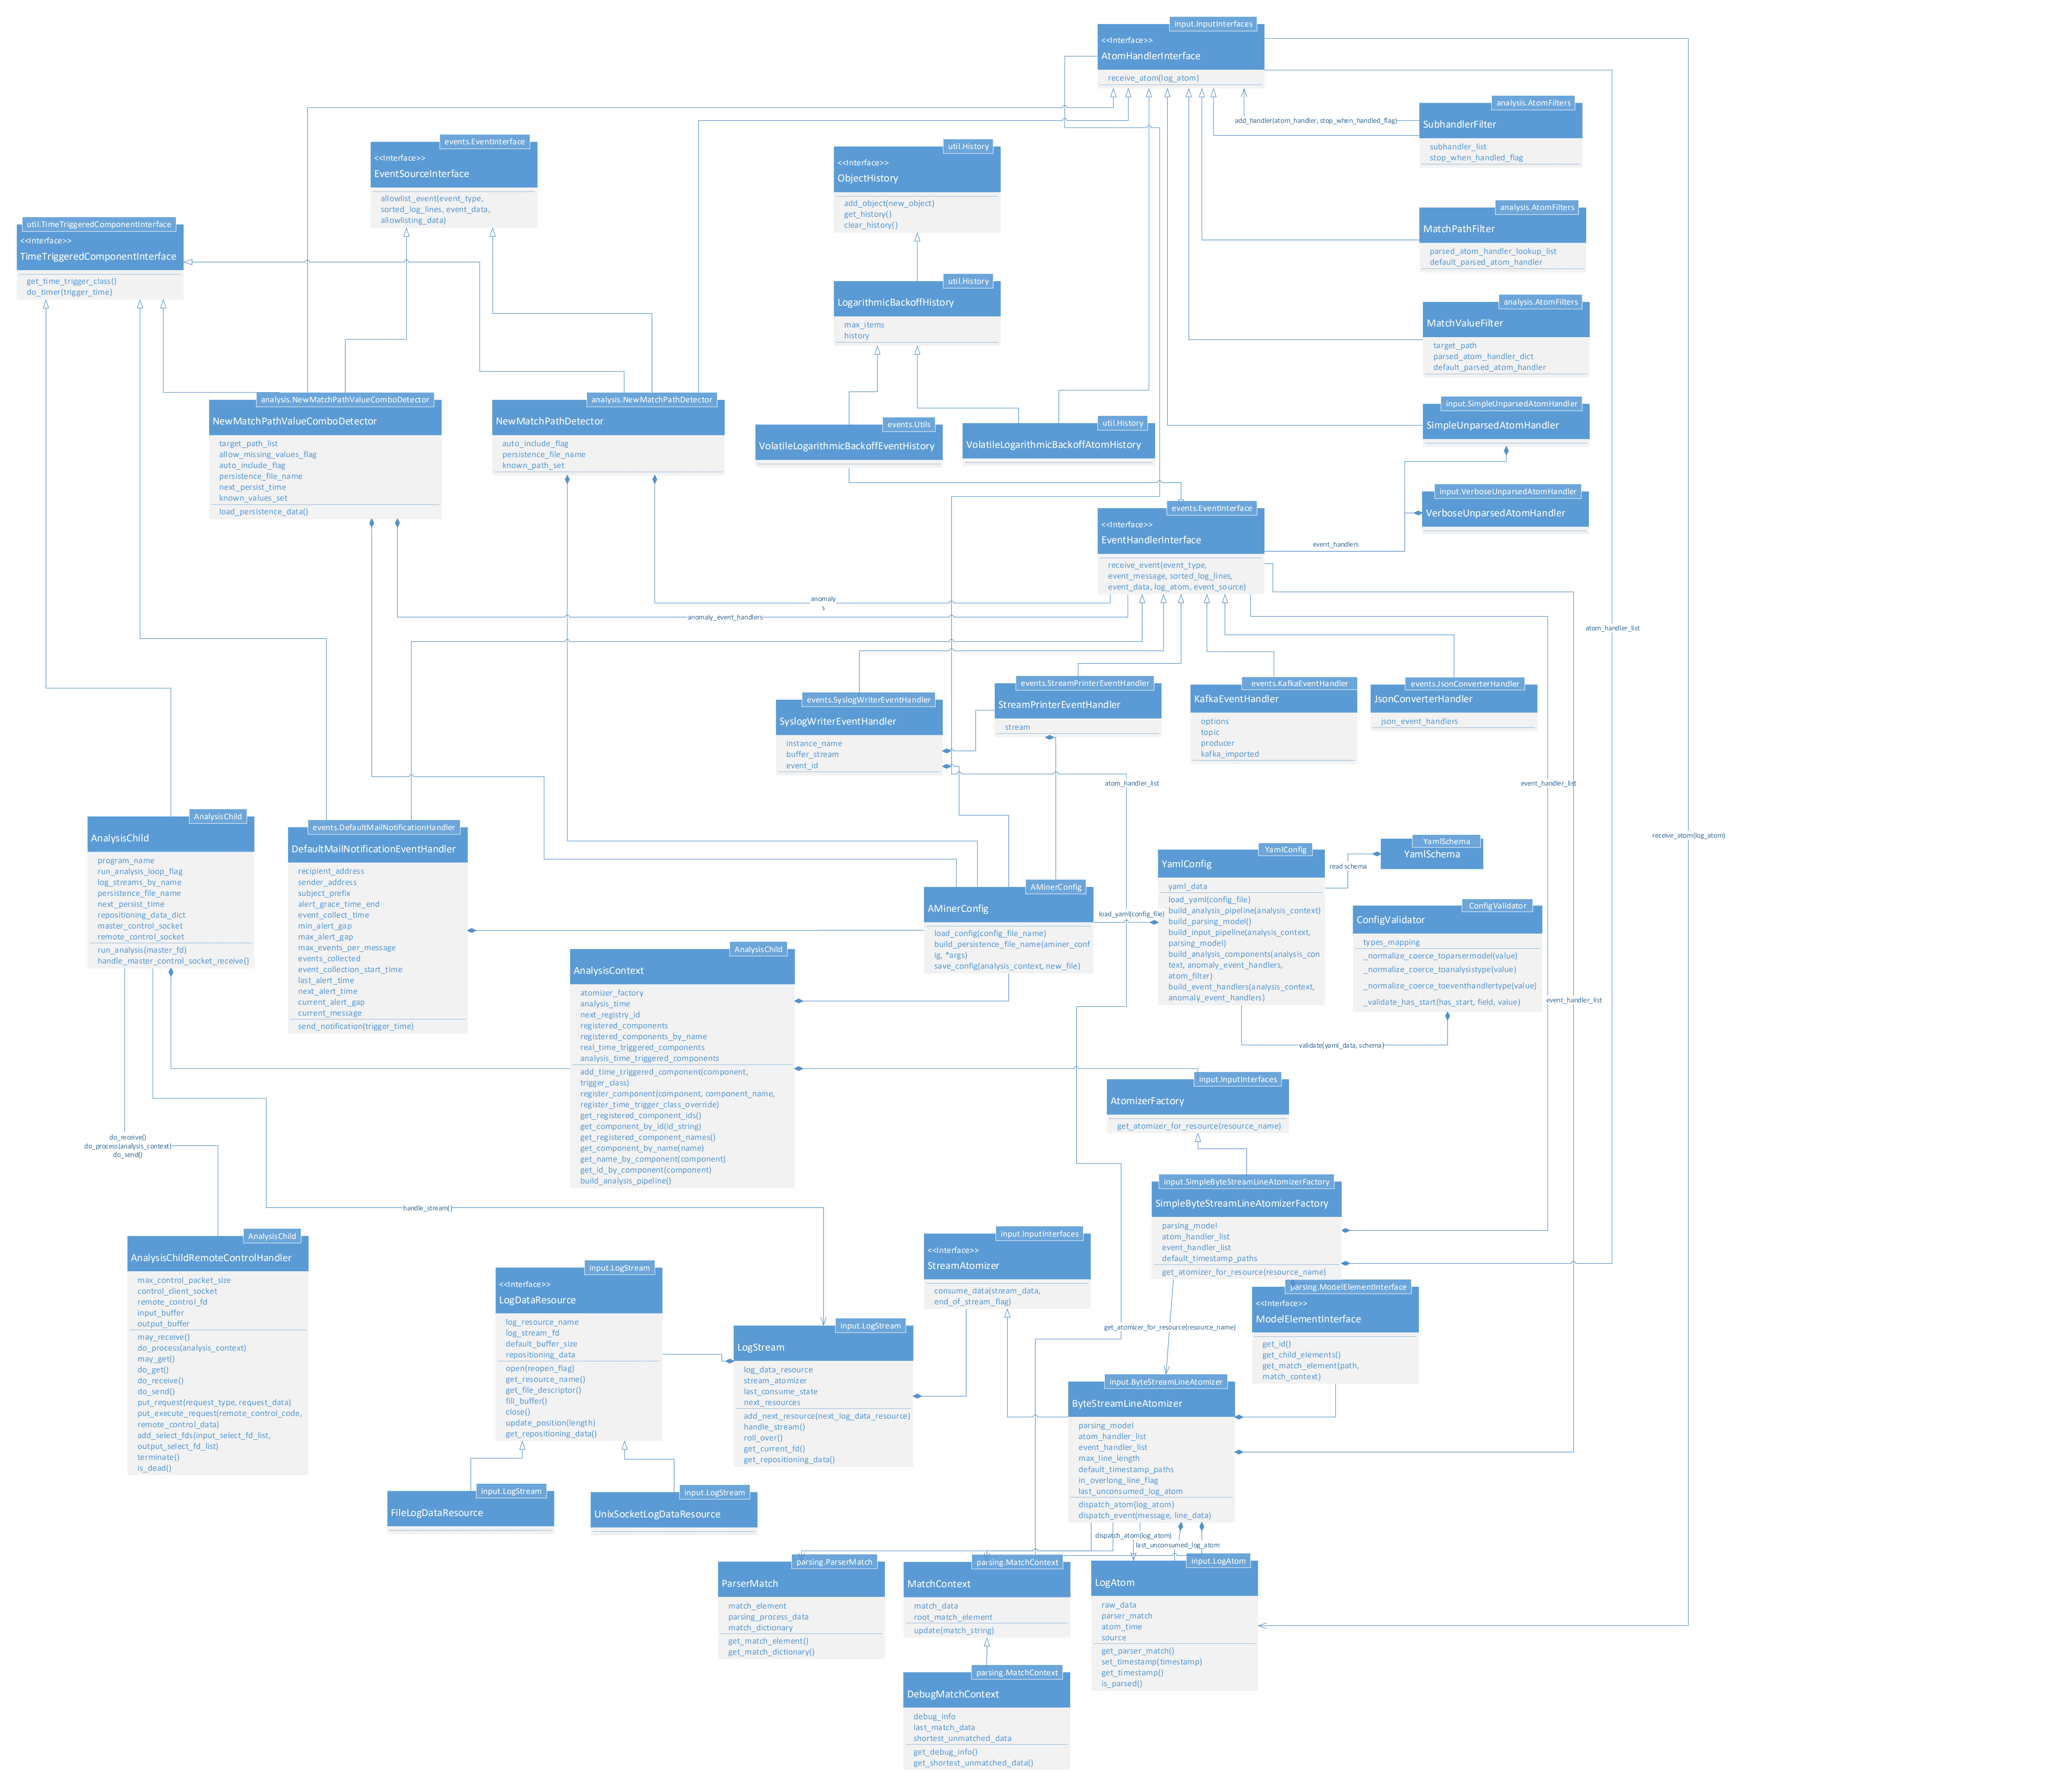 input.InputInterfaces
<<Interface>>
AtomHandlerInterface
receive_atom(log_atom)
analysis.AtomFilters
SubhandlerFilter
subhandler_list
stop_when_handled_flag
add_handler(atom_handler, stop_when_handled_flag)
events.EventInterface
<<Interface>>
EventSourceInterface
allowlist_event(event_type,
sorted_log_lines, event_data,
allowlisting_data)
util.History
<<Interface>>
ObjectHistory
add_object(new_object)
get_history()
clear_history()
util.TimeTriggeredComponentInterface
<<Interface>>
TimeTriggeredComponentInterface
get_time_trigger_class()
do_timer(trigger_time)
analysis.AtomFilters
MatchPathFilter
parsed_atom_handler_lookup_list
default_parsed_atom_handler
util.History
LogarithmicBackoffHistory
max_items
history
analysis.AtomFilters
MatchValueFilter
target_path
parsed_atom_handler_dict
default_parsed_atom_handler
analysis.NewMatchPathValueComboDetector
NewMatchPathValueComboDetector
target_path_list
allow_missing_values_flag
auto_include_flag
persistence_file_name
next_persist_time
known_values_set
load_persistence_data()
analysis.NewMatchPathDetector
NewMatchPathDetector
auto_include_flag
persistence_file_name
known_path_set
events.Utils
VolatileLogarithmicBackoffEventHistory
util.History
VolatileLogarithmicBackoffAtomHistory
input.SimpleUnparsedAtomHandler
SimpleUnparsedAtomHandler
input.VerboseUnparsedAtomHandler
VerboseUnparsedAtomHandler
events.EventInterface
<<Interface>>
EventHandlerInterface
receive_event(event_type,
event_message, sorted_log_lines,
event_data, log_atom, event_source)
event_handlers
anomaly
s
anomaly_event_handlers
atom_handler_list
events.SyslogWriterEventHandler
SyslogWriterEventHandler
instance_name
buffer_stream
event_id
events.StreamPrinterEventHandler
StreamPrinterEventHandler
stream
events.KafkaEventHandler
KafkaEventHandler
options
topic
producer
kafka_imported
events.JsonConverterHandler
JsonConverterHandler
json_event_handlers
atom_handler_list
event_handler_list
receive_atom(log_atom)
AnalysisChild
AnalysisChild
program_name
run_analysis_loop_flag
log_streams_by_name
persistence_file_name
next_persist_time
repositioning_data_dict
master_control_socket
remote_control_socket
run_analysis(master_fd)
handle_master_control_socket_receive()
events.DefaultMailNotificationHandler
DefaultMailNotificationEventHandler
recipient_address
sender_address
subject_prefix
alert_grace_time_end
event_collect_time
min_alert_gap
max_alert_gap
max_events_per_message
events_collected
event_collection_start_time
last_alert_time
next_alert_time
current_alert_gap
current_message
send_notification(trigger_time)
AMinerConfig
AMinerConfig
load_config(config_file_name)
build_persistence_file_name(aminer_conf
ig, *args)
save_config(analysis_context, new_file)
load_yaml(config_file)
YamlConfig
YamlConfig
yaml_data
load_yaml(config_file)
build_analysis_pipeline(analysis_context)
build_parsing_model()
build_input_pipeline(analysis_context,
parsing_model)
build_analysis_components(analysis_con
text, anomaly_event_handlers,
atom_filter)
build_event_handlers(analysis_context,
anomaly_event_handlers)
read schema
YamlSchema
YamlSchema
ConfigValidator
ConfigValidator
types_mapping
_normalize_coerce_toparsermodel(value)
_normalize_coerce_toanalysistype(value)
_normalize_coerce_toeventhandlertype(value)
_validate_has_start(has_start, field, value)
validate(yaml_data, schema)
event_handler_list
AnalysisChild
AnalysisContext
atomizer_factory
analysis_time
next_registry_id
registered_components
registered_components_by_name
real_time_triggered_components
analysis_time_triggered_components
add_time_triggered_component(component,
trigger_class)
register_component(component, component_name,
register_time_trigger_class_override)
get_registered_component_ids()
get_component_by_id(id_string)
get_registered_component_names()
get_component_by_name(name)
get_name_by_component(component)
get_id_by_component(component)
build_analysis_pipeline()
input.InputInterfaces
AtomizerFactory
get_atomizer_for_resource(resource_name)
do_receive()
do_process(analysis_context)
do_send()
handle_stream()
input.SimpleByteStreamLineAtomizerFactory
SimpleByteStreamLineAtomizerFactory
parsing_model
atom_handler_list
event_handler_list
default_timestamp_paths
get_atomizer_for_resource(resource_name)
AnalysisChild
AnalysisChildRemoteControlHandler
max_control_packet_size
control_client_socket
remote_control_fd
input_buffer
output_buffer
may_receive()
do_process(analysis_context)
may_get()
do_get()
do_receive()
do_send()
put_request(request_type, request_data)
put_execute_request(remote_control_code,
remote_control_data)
add_select_fds(input_select_fd_list,
output_select_fd_list)
terminate()
is_dead()
input.LogStream
<<Interface>>
LogDataResource
log_resource_name
log_stream_fd
default_buffer_size
repositioning_data
open(reopen_flag)
get_resource_name()
get_file_descriptor()
fill_buffer()
close()
update_position(length)
get_repositioning_data()
input.InputInterfaces
<<Interface>>
StreamAtomizer
consume_data(stream_data,
end_of_stream_flag)
input.LogStream
LogStream
log_data_resource
stream_atomizer
last_consume_state
next_resources
add_next_resource(next_log_data_resource)
handle_stream()
roll_over()
get_current_fd()
get_repositioning_data()
parsing.ModelElementInterface
<<Interface>>
ModelElementInterface
get_id()
get_child_elements()
get_match_element(path,
match_context)
get_atomizer_for_resource(resource_name)
input.ByteStreamLineAtomizer
ByteStreamLineAtomizer
parsing_model
atom_handler_list
event_handler_list
max_line_length
default_timestamp_paths
in_overlong_line_flag
last_unconsumed_log_atom
dispatch_atom(log_atom)
dispatch_event(message, line_data)
input.LogStream
FileLogDataResource
input.LogStream
UnixSocketLogDataResource
dispatch_atom(log_atom)
last_unconsumed_log_atom
parsing.ParserMatch
ParserMatch
match_element
parsing_process_data
match_dictionary
get_match_element()
get_match_dictionary()
parsing.MatchContext
MatchContext
match_data
root_match_element
update(match_string)
input.LogAtom
LogAtom
raw_data
parser_match
atom_time
source
get_parser_match()
set_timestamp(timestamp)
get_timestamp()
is_parsed()
parsing.MatchContext
DebugMatchContext
debug_info
last_match_data
shortest_unmatched_data
get_debug_info()
get_shortest_unmatched_data()